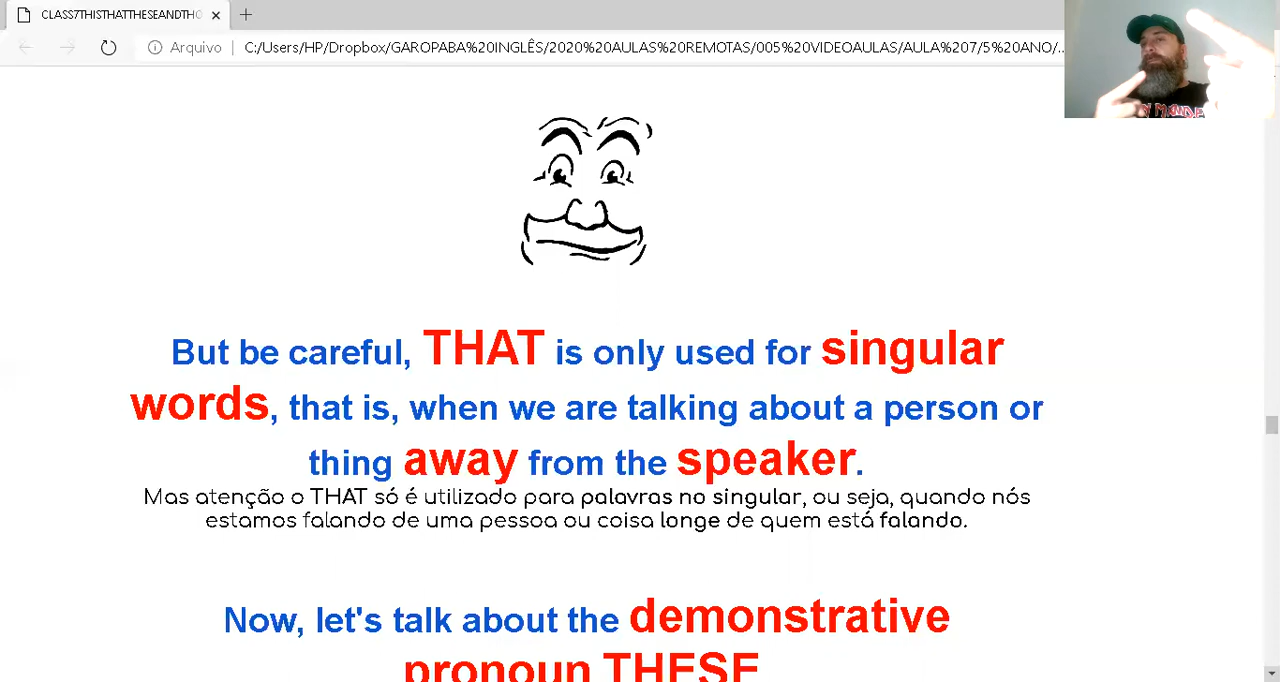 CLASS7THISTHATTHESEANDTHO
Arquivo
C:/Users/HP/Dropbox/GAROPABA%20INGLÊS/2020%20AULAS%20REMOTAS/005%20VIDEOAULAS/AULA%207/5%20ANO/...
But be careful, THAT is only used for singular
words, that is, when we are talking about a person or
thing away from the speaker.
Mas atenção o THAT só é utilizado para palavras no singular, ou seja, quando nós
estamos falando de uma pessoa ou coisa longe de quem está falando.
Now, let's talk about the demonstrative
pronoun THESE